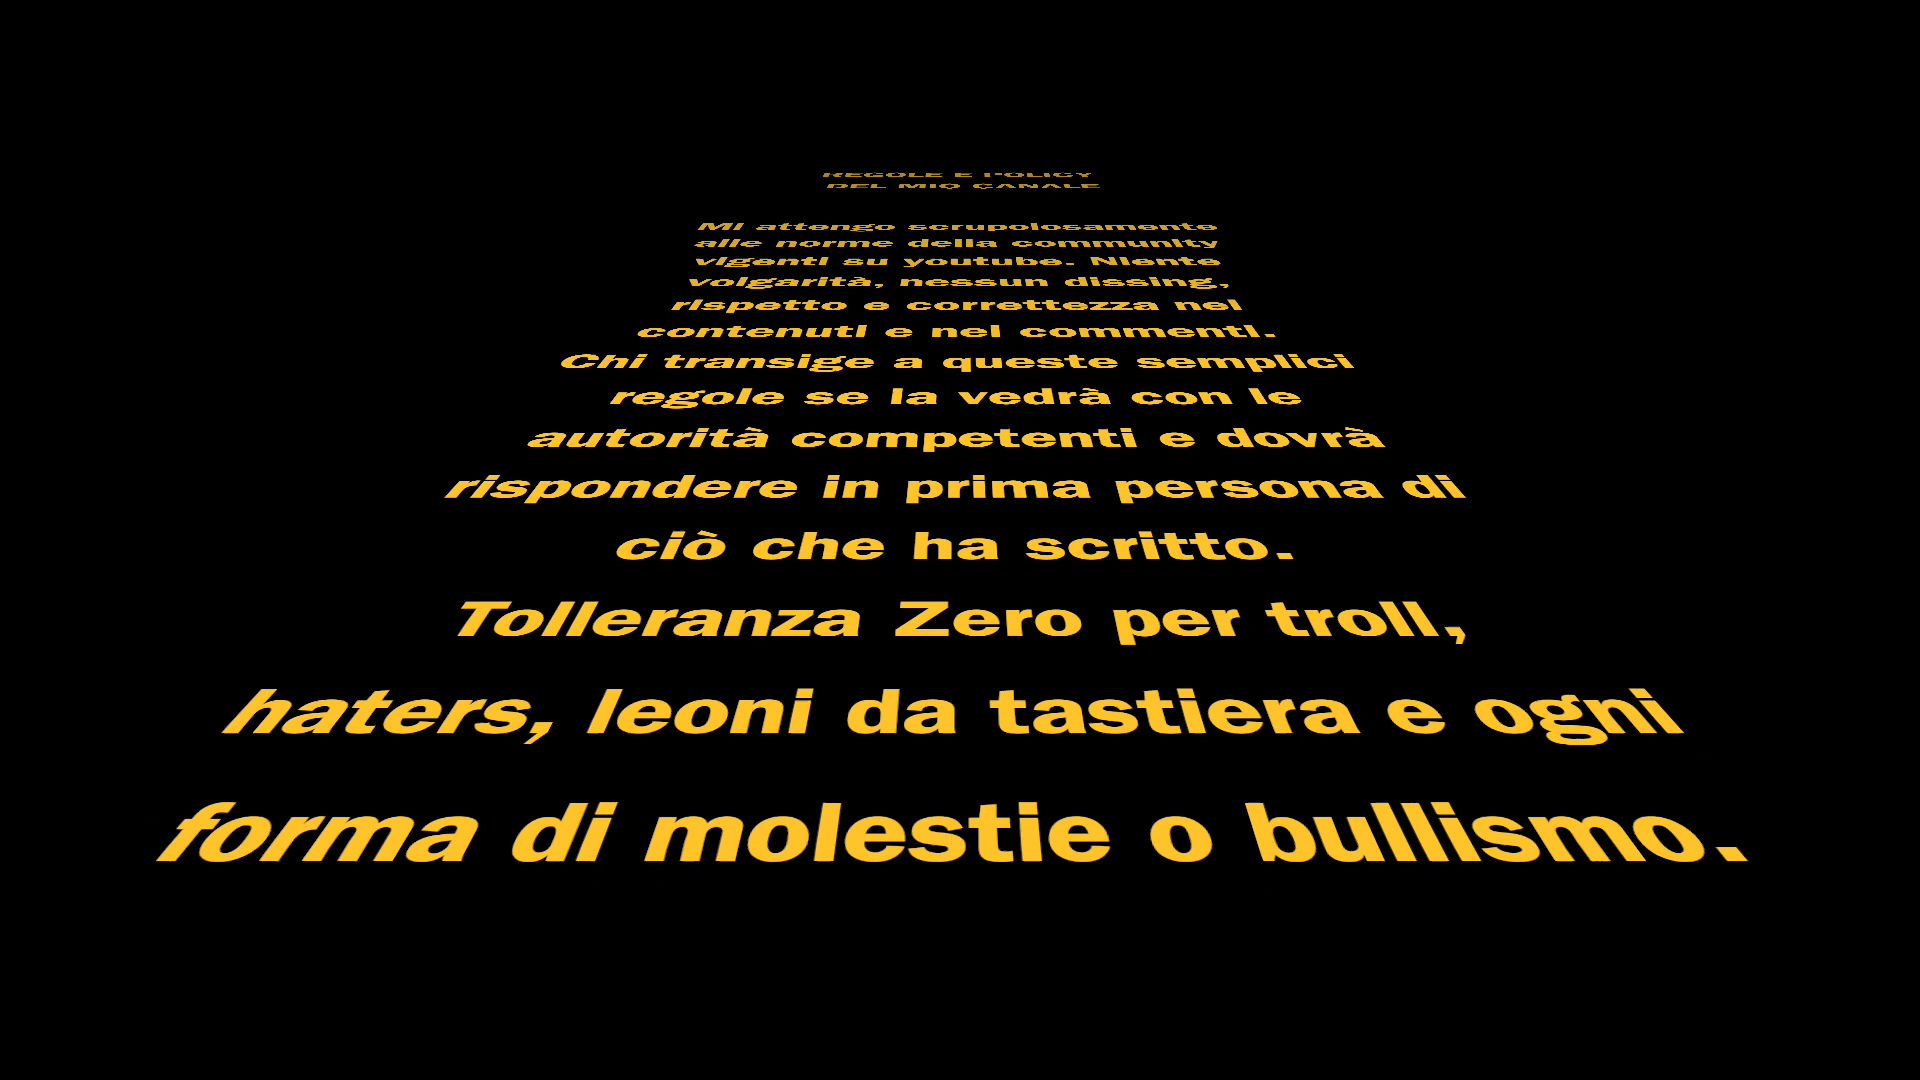 REGOLE E POLICY
DEL MIO CANALE
Mi attengo scrupolosamente
alle norme della community
vigenti su youtube. Niente
volgarità, nessun dissing,
rispetto e correttezza nei
contenuti e nei commenti.
Chi transige a queste semplici
regole se la vedrà con le
autorità competenti e dovrà
rispondere in prima persona di
ciò che ha scritto.
Tolleranza Zero per troll,
haters, leoni da tastiera e ogni
forma di molestie o bullismo.